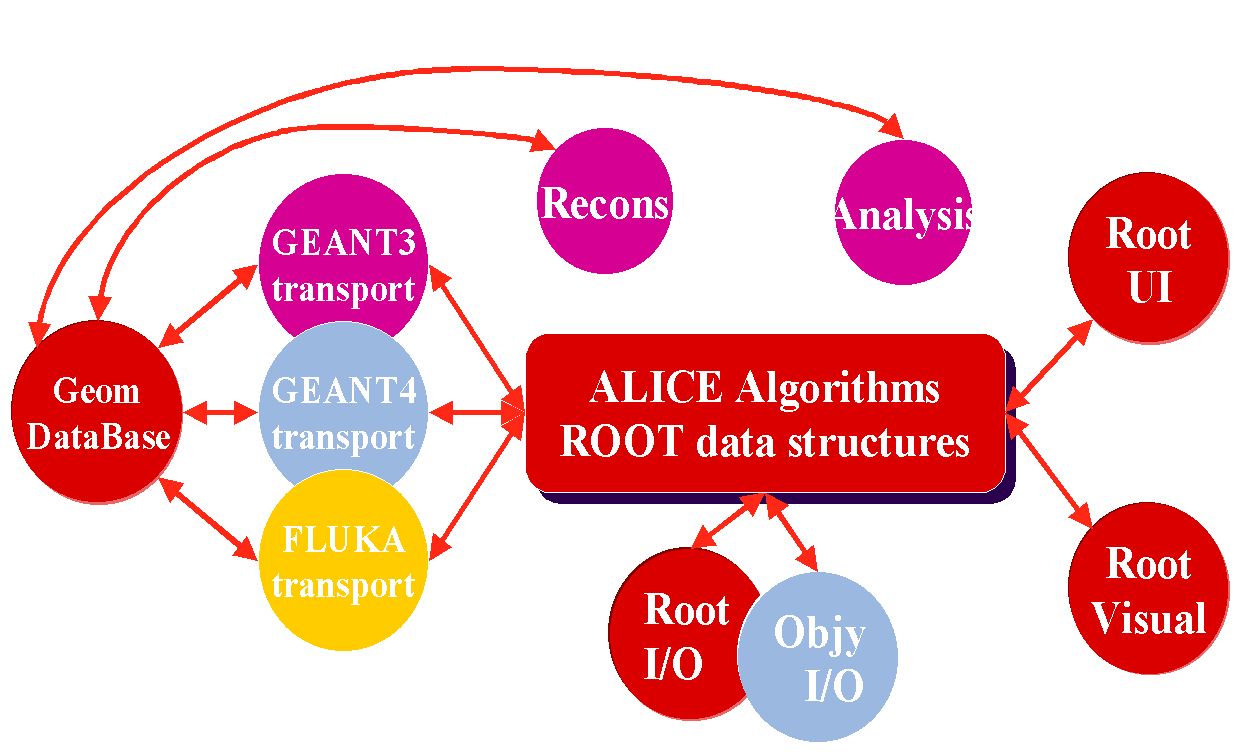 Recons
Analysis
GEANT3
transport
Root
UI
Geom
DataBase
GEANT4
transport
ALICE Algorithms
ROOT data structures
FLUKA
transport
Root
I/O
Objy
I/O
Root
Visual